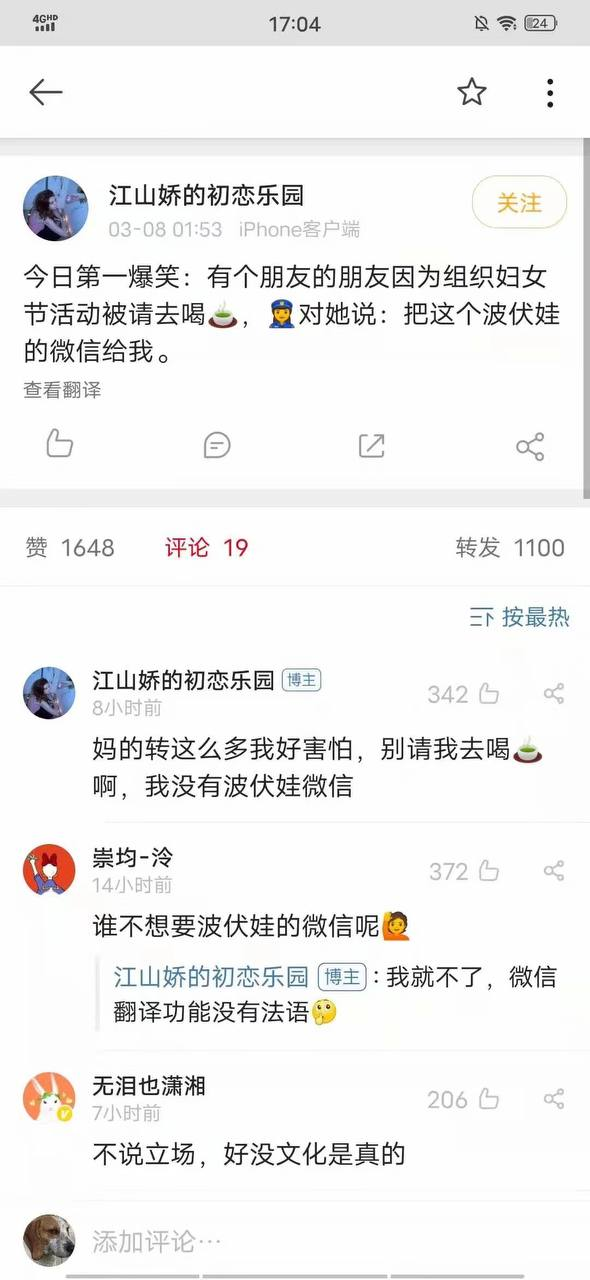 4GHD
17:04
24
江山娇的初恋乐园
关注
03-08 01:53 iPhone客户端
今日第一爆笑：有个朋友的朋友因为组织妇女
节活动被请去喝🍵，👮‍♀️对她说：把这个波伏娃
的微信给我。
查看翻译
赞 1648 评论 19 转发 1100
按最热
江山娇的初恋乐园 博主
342
8小时前
妈的转这么多我好害怕，别请我去喝🍵
啊，我没有波伏娃微信
崇均-泠
372
14小时前
谁不想要波伏娃的微信呢🙋
江山娇的初恋乐园 博主：我就不了，微信
翻译功能没有法语🤔
无泪也潇湘
206
7小时前
不说立场，好没文化是真的
添加评论…